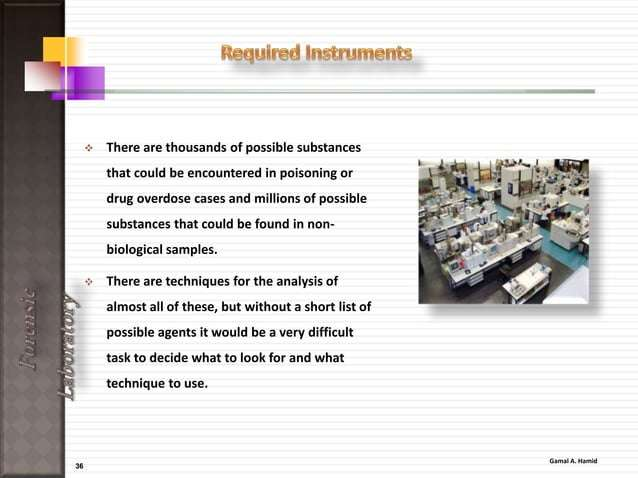 Required Instruments
There are thousands of possible substances
that could be encountered in poisoning or
drug overdose cases and millions of possible
substances that could be found in non-
biological samples.
There are techniques for the analysis of
almost all of these, but without a short list of
possible agents it would be a very difficult
task to decide what to look for and what
technique to use.
Forensic
Laboratory
36
Gamal A. Hamid